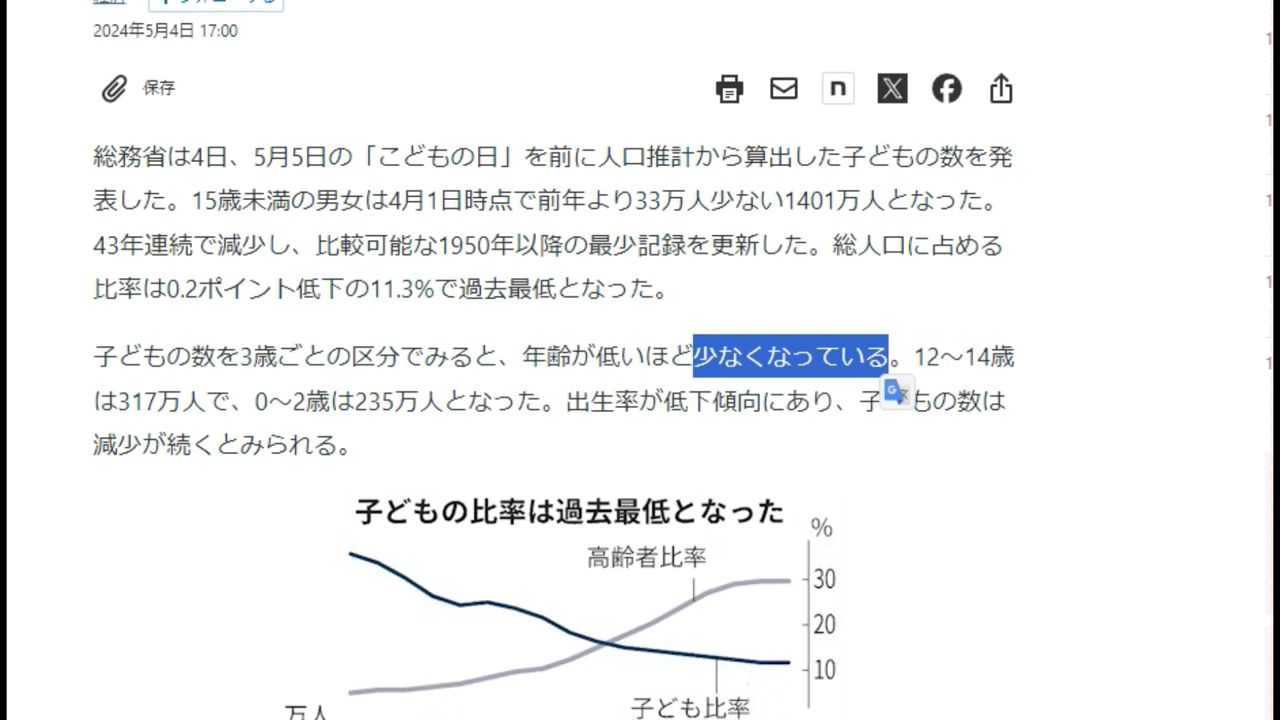 2024年5月4日 17:00
保存
総務省は4日、5月5日の「こどもの日」を前に人口推計から算出した子どもの数を発
表した。15歳未満の男女は4月1日時点で前年より33万人少ない1401万人となった。
43年連続で減少し、比較可能な1950年以降の最少記録を更新した。総人口に占める
比率は0.2ポイント低下の11.3%で過去最低となった。
子どもの数を3歳ごとの区分でみると、年齢が低いほど少なくなっている。12～14歳
は317万人で、0～2歳は235万人となった。出生率が低下傾向にあり、子 もの数は
減少が続くとみられる。
子どもの比率は過去最低となった
%
高齢者比率
30
20
10
子ども比率
万人